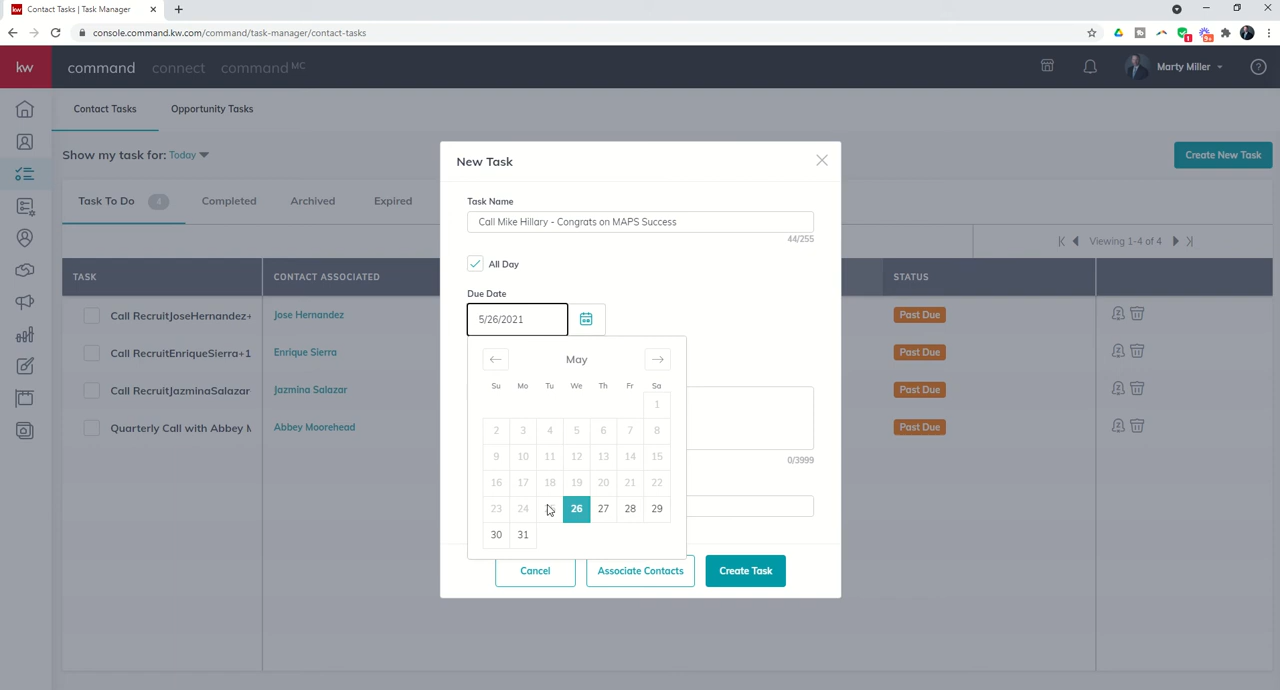 kw Contact Tasks | Task Manager
console.command.kw.com/command/task-manager/contact-tasks
1
9+
kw command connect command MC
Marty Miller
Contact Tasks Opportunity Tasks
Show my task for: Today
Create New Task
Task To Do 4 Completed Archived Expired
Viewing 1-4 of 4
TASK CONTACT ASSOCIATED STATUS
Call RecruitJoseHernandez+ Jose Hernandez Past Due
Call RecruitEnriqueSierra+1 Enrique Sierra Past Due
Call RecruitJazminaSalazar Jazmina Salazar Past Due
Quarterly Call with Abbey M Abbey Moorehead Past Due
New Task
Task Name
Call Mike Hillary - Congrats on MAPS Success
44/255
All Day
Due Date
5/26/2021
May
Su Mo Tu We Th Fr Sa
1
2 3 4 5 6 7 8
9 10 11 12 13 14 15
16 17 18 19 20 21 22
23 24 26 27 28 29
30 31
0/3999
Cancel Associate Contacts Create Task